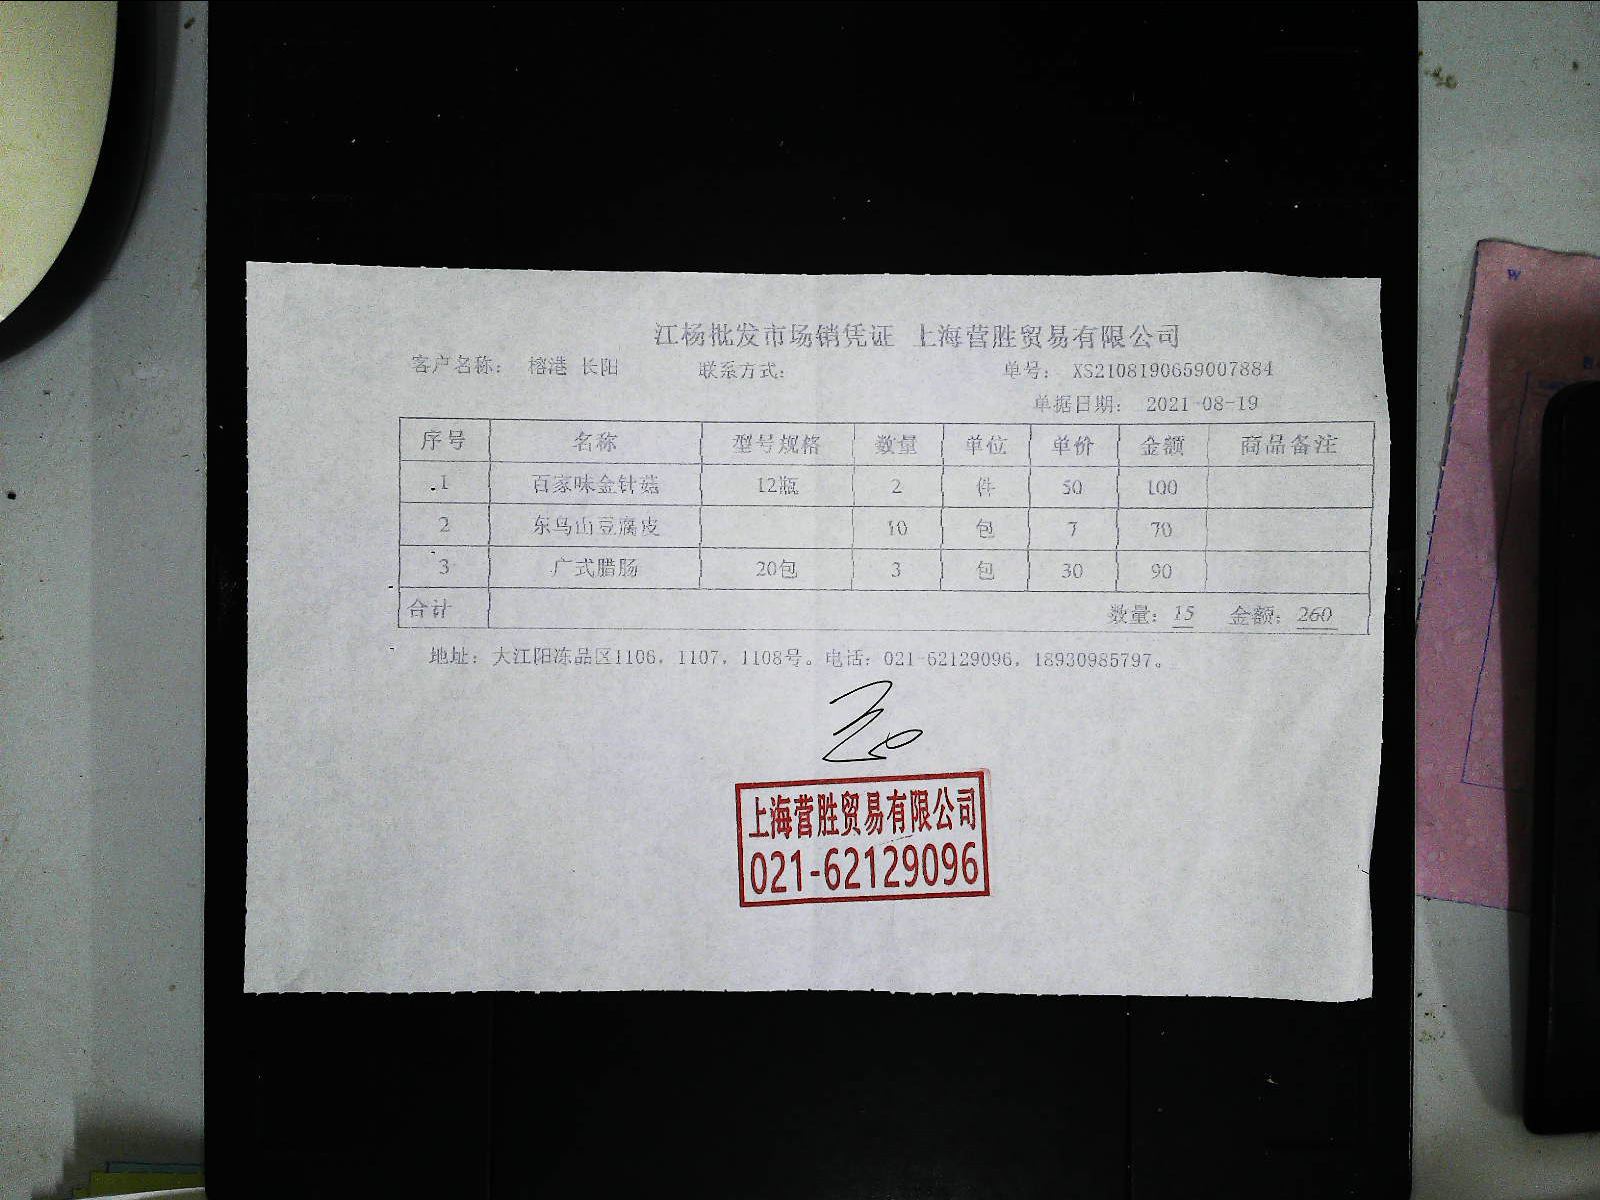 江杨批发市场销凭证 上海营胜贸易有限公司
客户名称： 榕港 长阳 联系方式： 单号： XS2108190659007884
单据日期： 2021-08-19
序号 名称 型号规格 数量 单位 单价 金额 商品备注
1 百家味金针菇 12瓶 2 件 50 100
2 东乌山豆腐皮 10 包 7 70
3 广式腊肠 20包 3 包 30 90
合计 数量：15 金额：260
地址：大江阳冻品区1106，1107，1108号。电话：021-62129096，18930985797。
上海营胜贸易有限公司
021-62129096